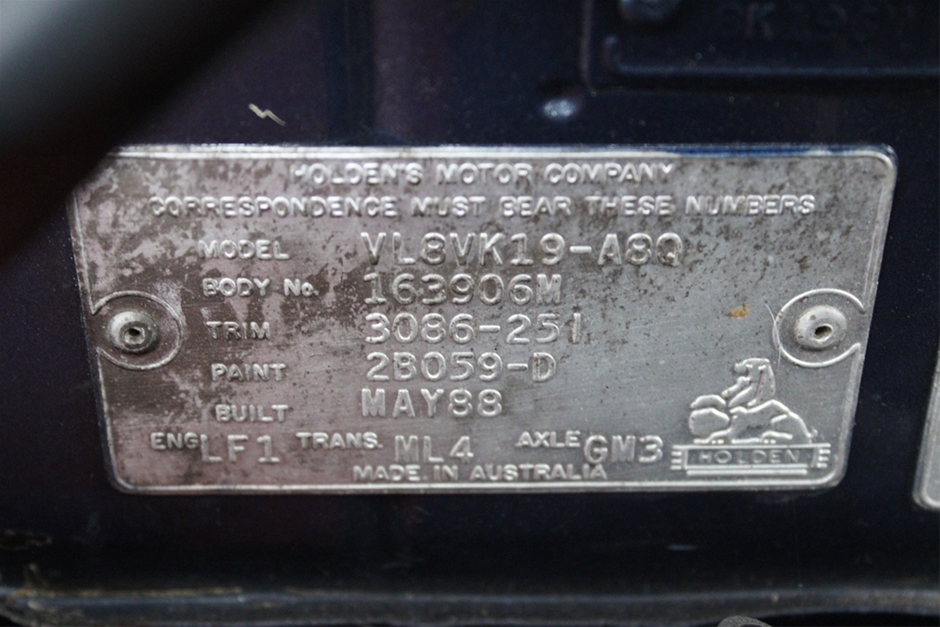 HOLDEN'S MOTOR COMPANY
CORRESPONDENCE MUST BEAR THESE NUMBERS
MODEL VL8VK19-A8Q
BODY No. 163906M
TRIM 3086-251
PAINT 2B059-D
BUILT MAY88
ENG LF1 TRANS. ML4 AXLE GM3
HOLDEN
MADE IN AUSTRALIA